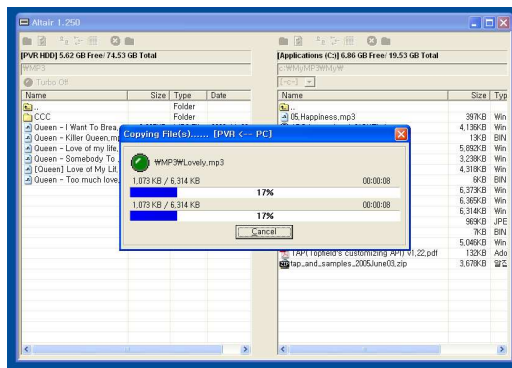 Altair 1.250
[PVR HDD] 5.62 GB Free/ 74.53 GB Total
₩MP3
Turbo Off
Name Size Type Date
..
Folder
CCC Folder
Queen - I Want To Brea
Queen - Killer Queen,m
Queen - Love of my life
Queen - Somebody To
[Queen] Love of My Lif
Queen - Too much love,
[Applications (C:)] 6.86 GB Free/ 19.53 GB Total
c:₩MyMP3₩My₩
[-c-]
Name Size Typ
..
05.Happiness,mp3 397KB Win
4,136KB Win
13KB BIN
5,892KB Win
3,238KB Win
4,318KB Win
6KB BIN
6,373KB Win
6,365KB Win
6,314KB Win
969KB JPE
7KB BIN
5,046KB Win
TAP( Topfield's customizing API) v1,22,pdf 132KB Ado
tap_and_samples_2005June03,zip 3,678KB 알집
Copying File(s)...... [PVR <-- PC]
₩MP3₩Lovely,mp3
1,073 KB / 6,314 KB 00:00:08
17%
1,073 KB / 6,314 KB 00:00:08
17%
Cancel